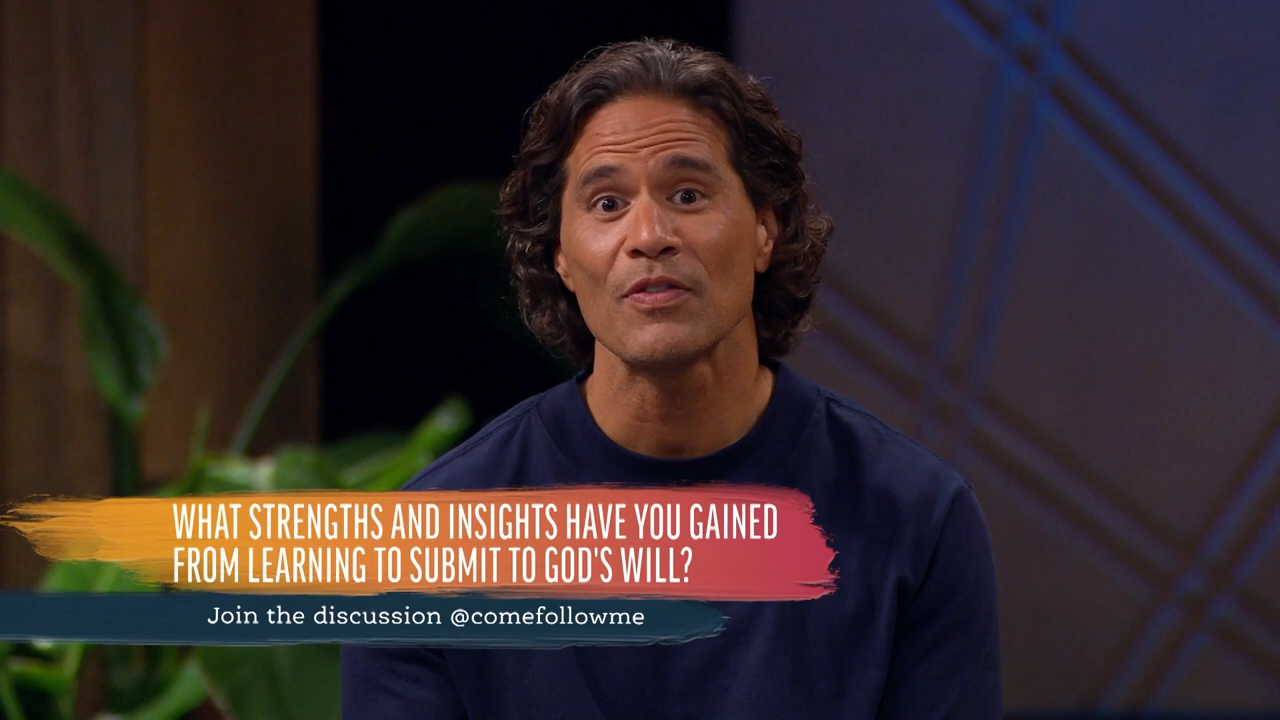 WHAT STRENGTHS AND INSIGHTS HAVE YOU GAINED
FROM LEARNING TO SUBMIT TO GOD'S WILL?
Join the discussion @comefollowme